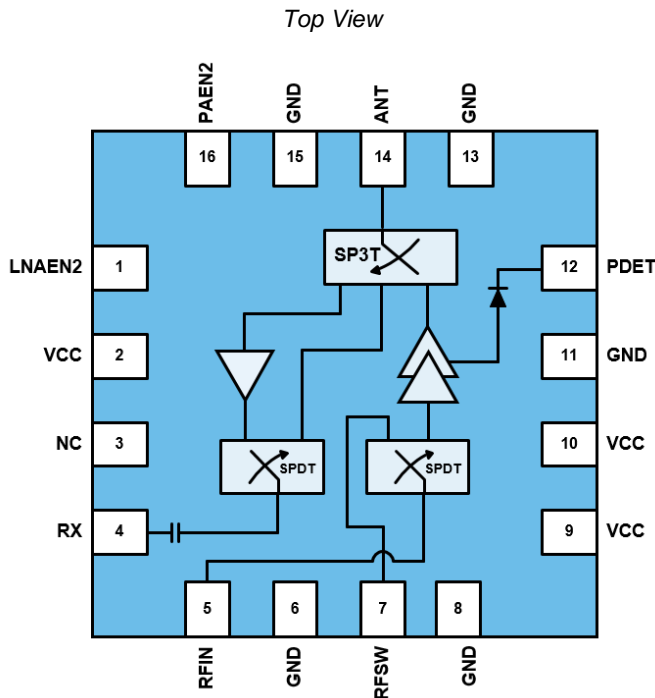 Top View
PAEN2
GND
ANT
GND
16
15
14
13
LNAEN2
1
SP3T
12
PDET
VCC
2
11
GND
NC
3
SPDT
SPDT
10
VCC
RX
4
9
VCC
5
6
7
8
RFIN
GND
RFSW
GND